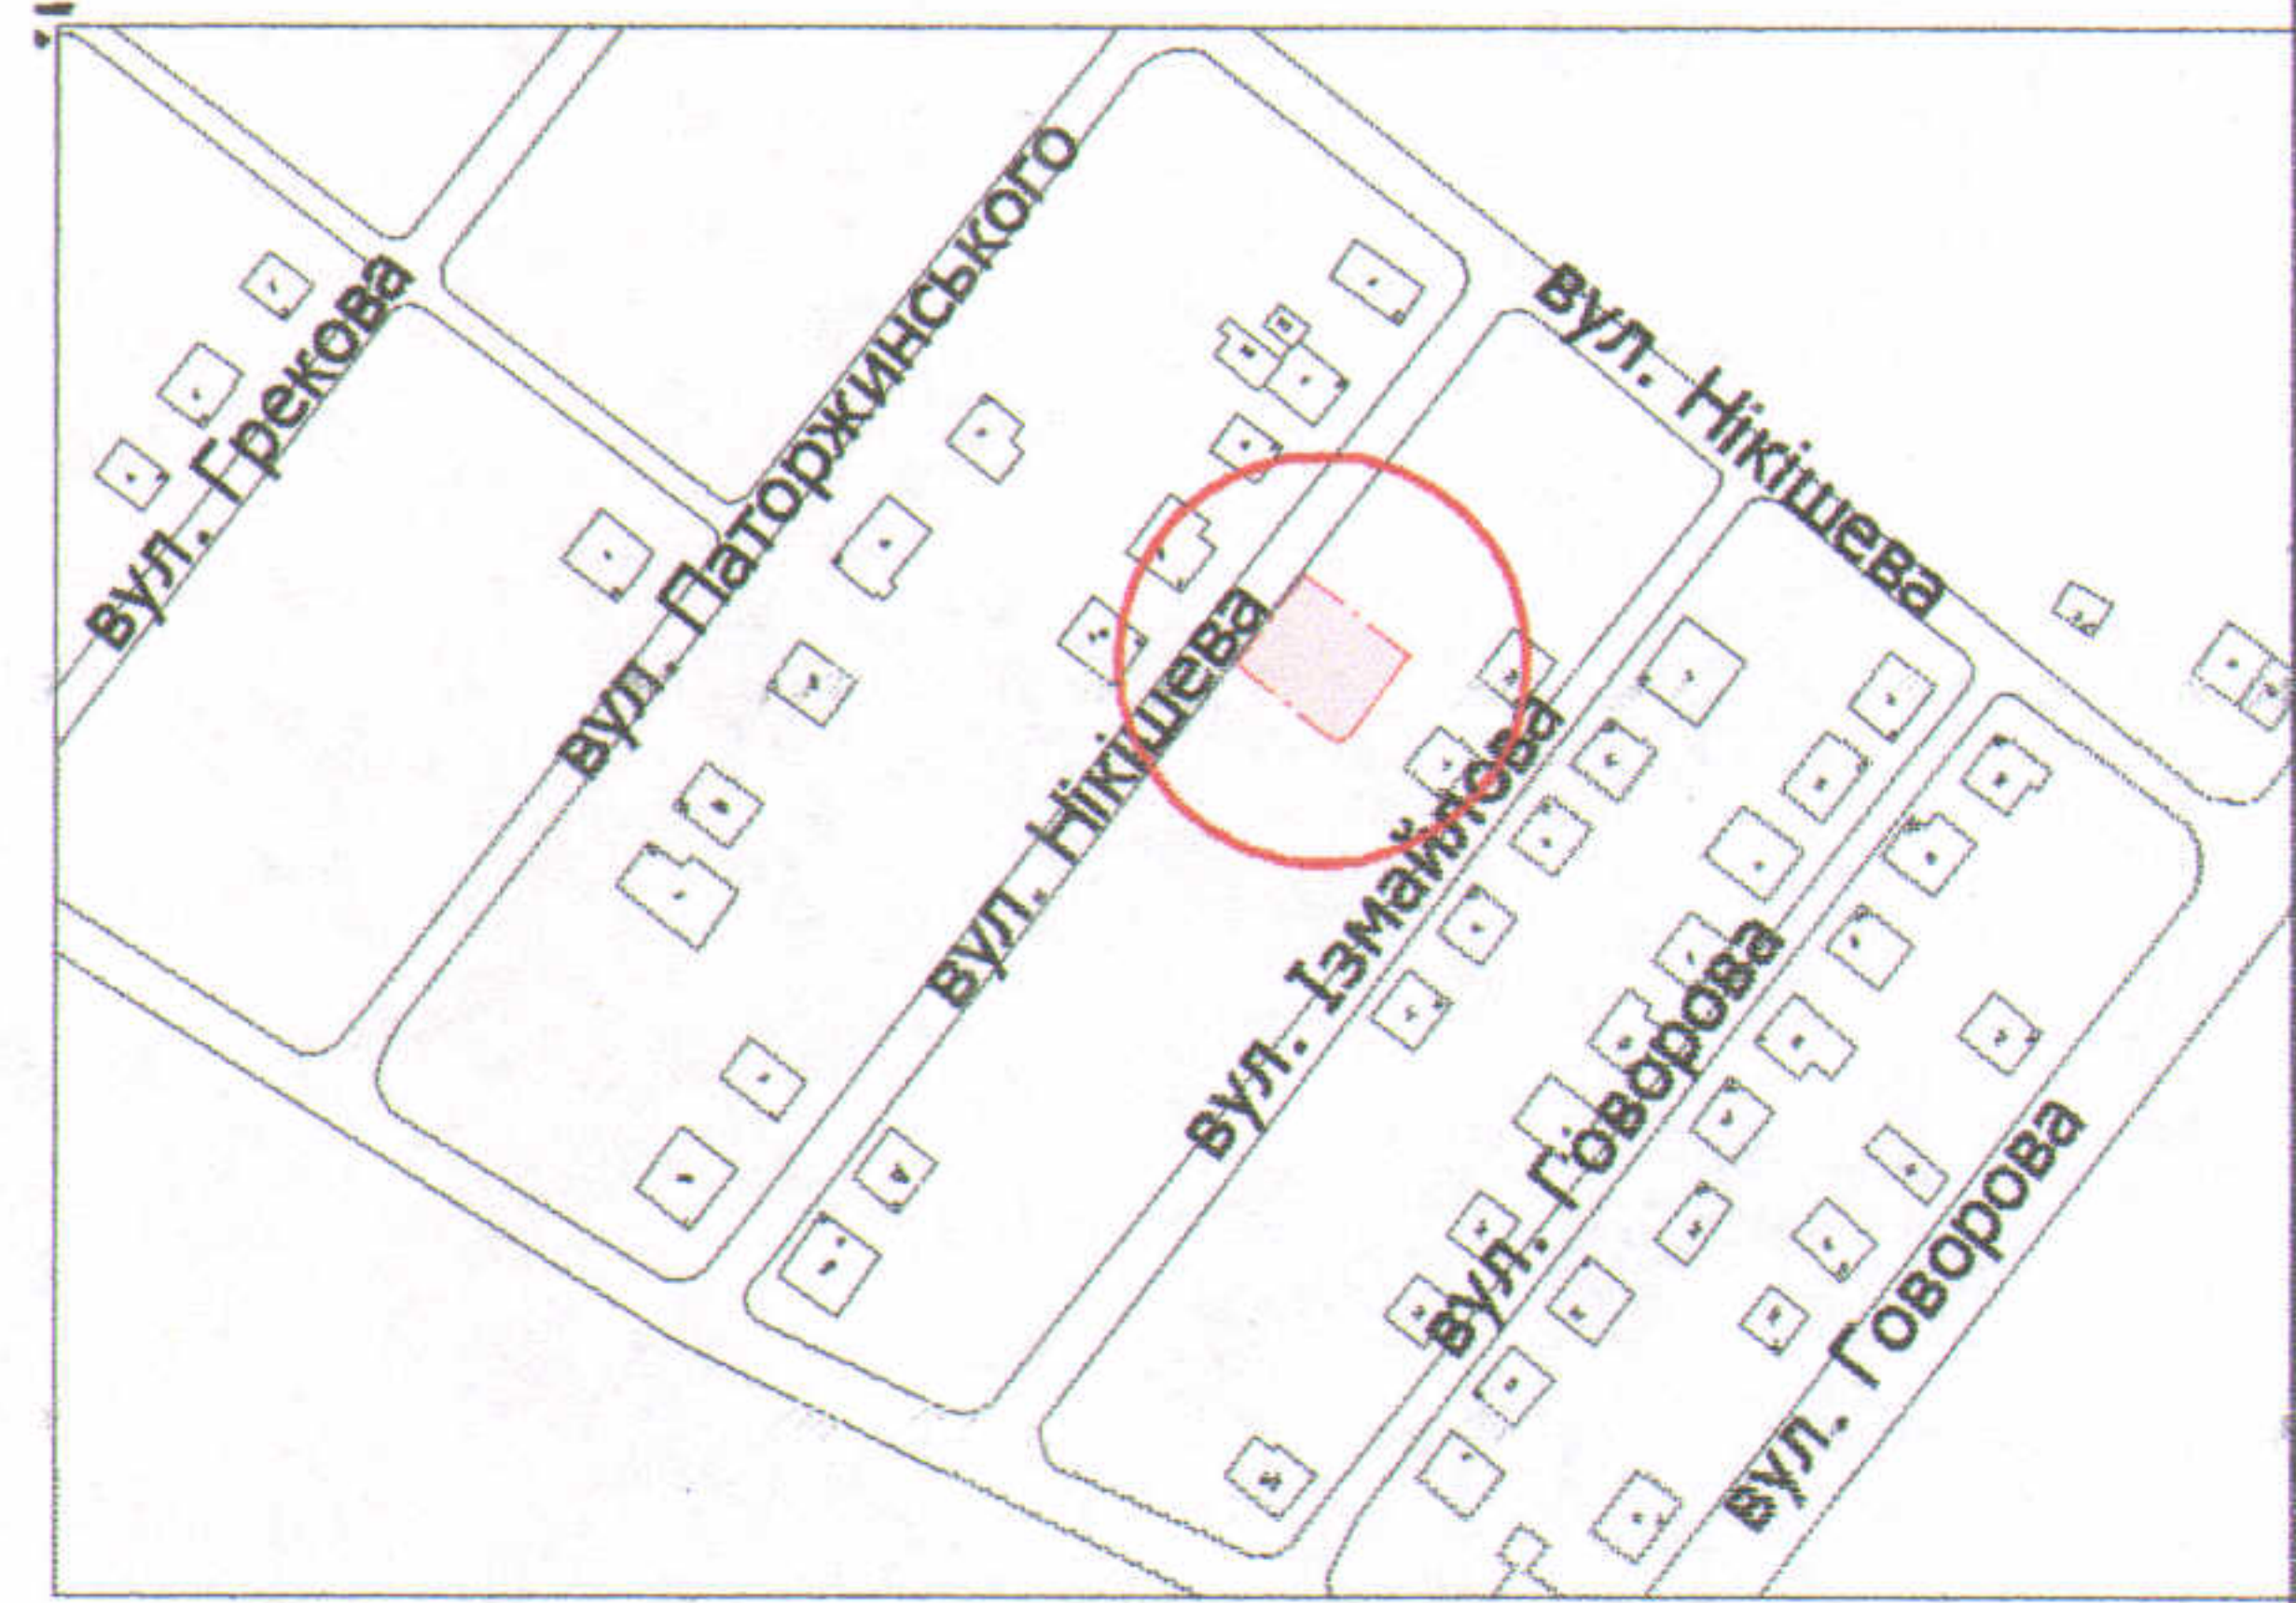 вул. Грекова
вул. Паторжинського
вул. Нікішева
вул. Нікішева
вул. Ізмайлова
вул. Говорова
вул. Говорова